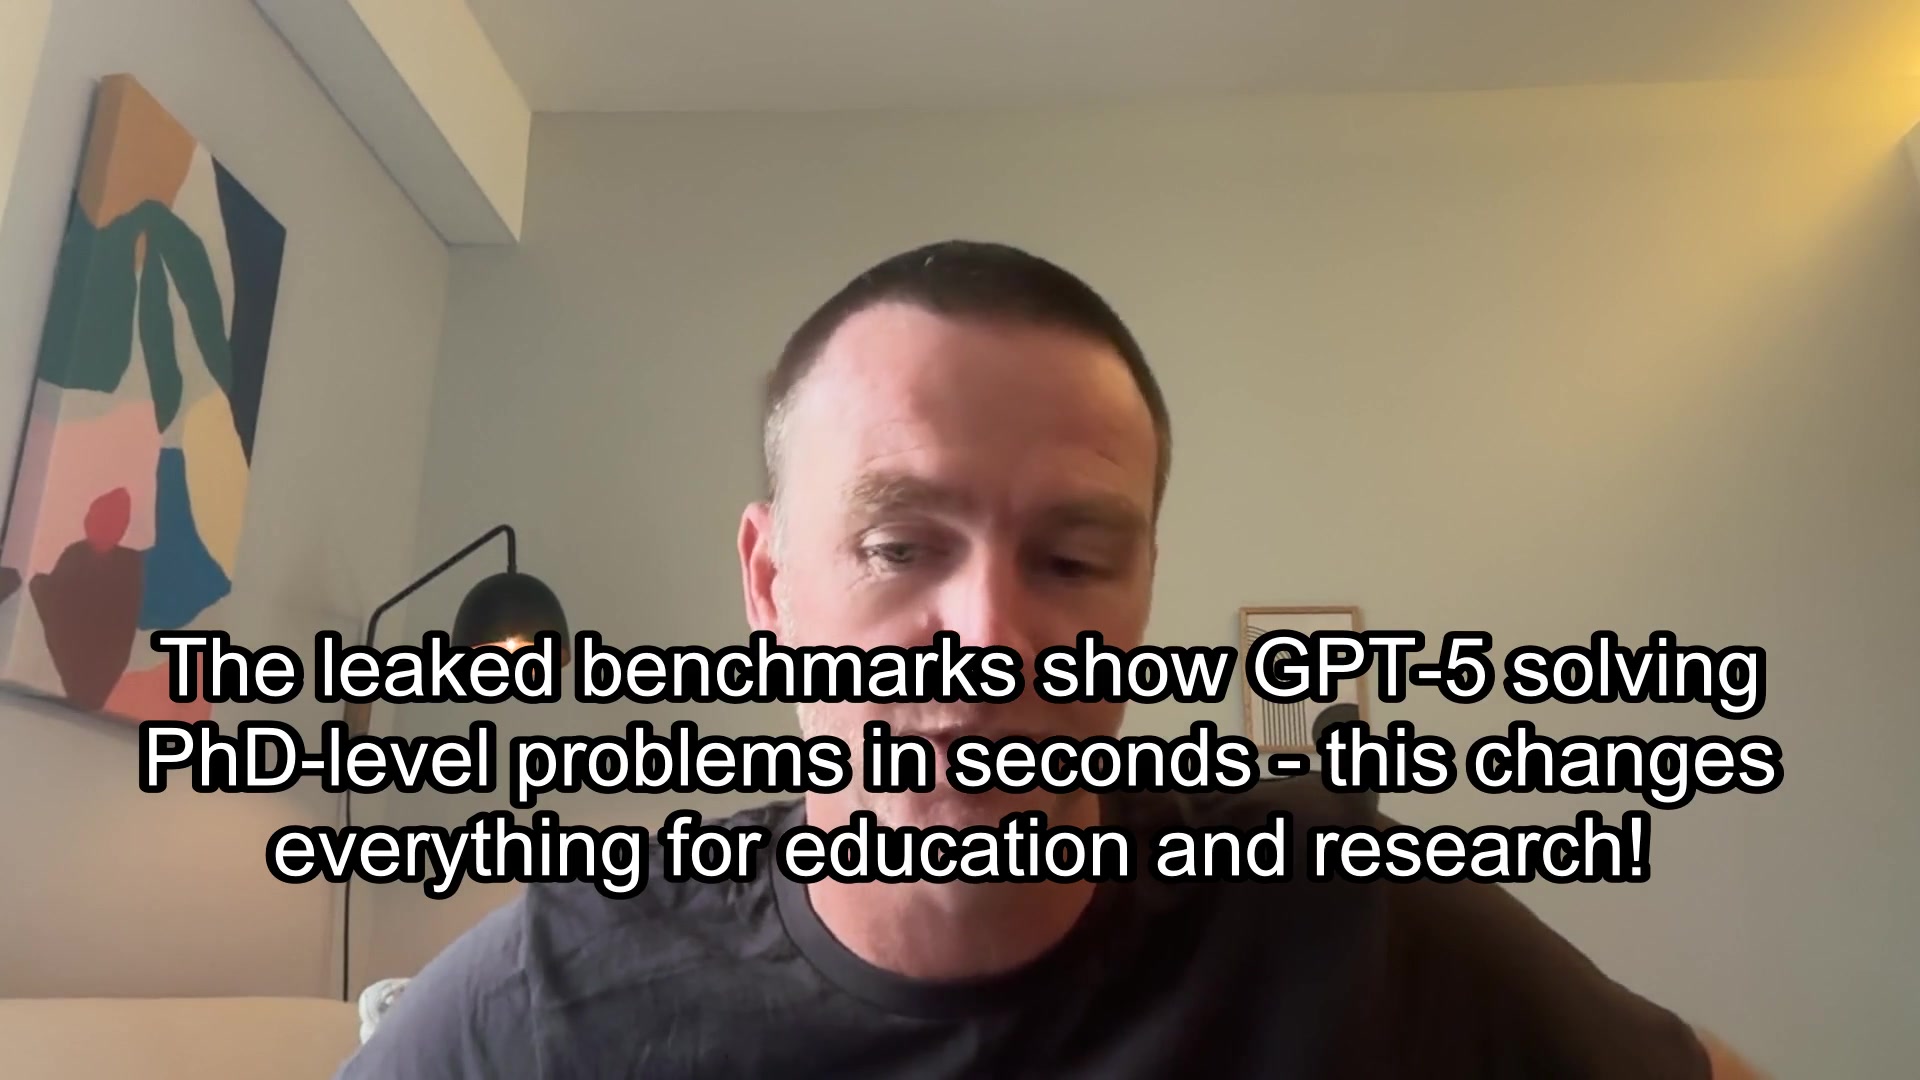 The leaked benchmarks show GPT-5 solving
PhD-level problems in seconds - this changes
everything for education and research!